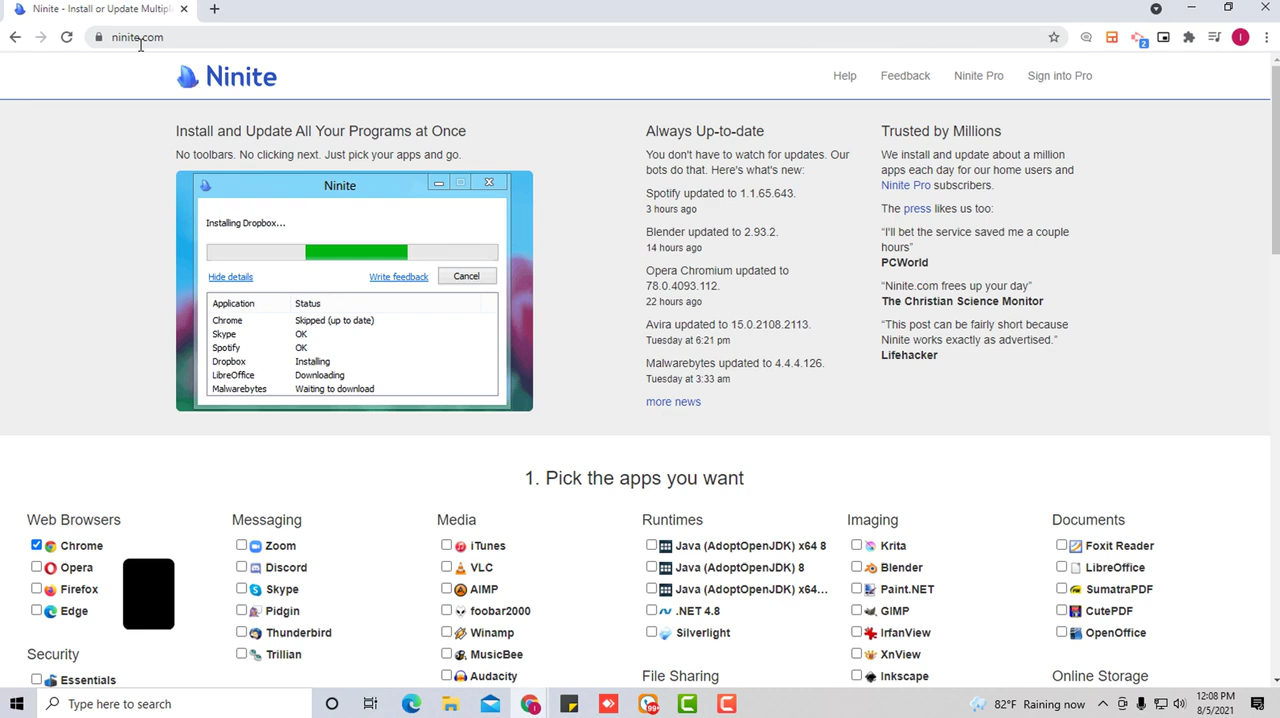 Ninite - Install or Update Multip
ninite.com
2
I
Ninite
Help
Feedback
Ninite Pro
Sign into Pro
Install and Update All Your Programs at Once
No toolbars. No clicking next. Just pick your apps and go.
Ninite
Installing Dropbox...
Hide details
Write feedback
Cancel
Application Status
Chrome Skipped (up to date)
Skype OK
Spotify OK
Dropbox Installing
LibreOffice Downloading
Malwarebytes Waiting to download
Always Up-to-date
You don't have to watch for updates. Our
bots do that. Here's what's new:
Spotify updated to 1.1.65.643.
3 hours ago
Blender updated to 2.93.2.
14 hours ago
Opera Chromium updated to
78.0.4093.112.
22 hours ago
Avira updated to 15.0.2108.2113.
Tuesday at 6:21 pm
Malwarebytes updated to 4.4.4.126.
Tuesday at 3:33 am
more news
Trusted by Millions
We install and update about a million
apps each day for our home users and
Ninite Pro subscribers.
The press likes us too:
“I'll bet the service saved me a couple
hours”
PCWorld
“Ninite.com frees up your day”
The Christian Science Monitor
“This post can be fairly short because
Ninite works exactly as advertised.”
Lifehacker
1. Pick the apps you want
Web Browsers
Chrome
Opera
Firefox
Edge
Security
Essentials
Messaging
Zoom
Discord
Skype
Pidgin
Thunderbird
Trillian
Media
iTunes
VLC
AIMP
foobar2000
Winamp
MusicBee
Audacity
Runtimes
Java (AdoptOpenJDK) x64 8
Java (AdoptOpenJDK) 8
Java (AdoptOpenJDK) x64...
.NET 4.8
Silverlight
File Sharing
Imaging
Krita
Blender
Paint.NET
GIMP
IrfanView
XnView
Inkscape
Documents
Foxit Reader
LibreOffice
SumatraPDF
CutePDF
OpenOffice
Online Storage
Type here to search
99+
82°F Raining now
12:08 PM
8/5/2021